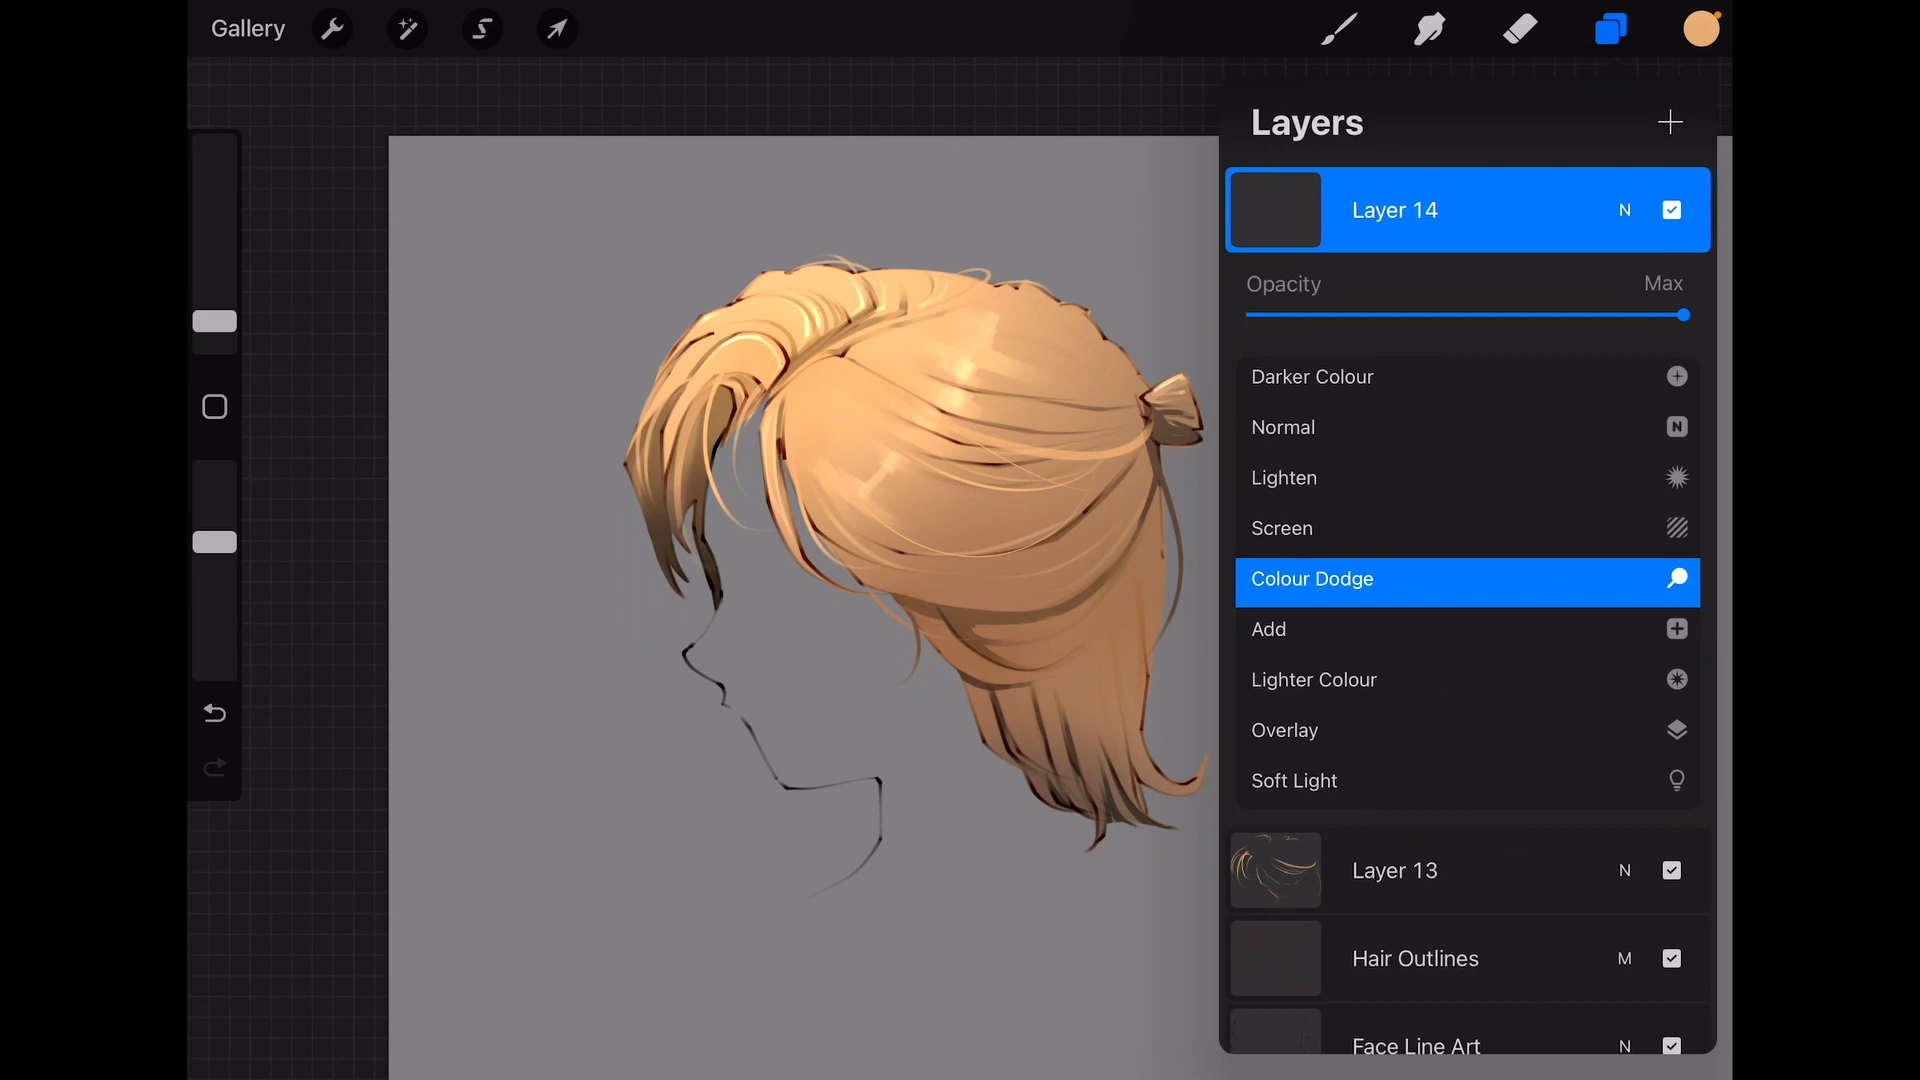 Gallery
Layers
Layer 14 N
Opacity Max
Darker Colour
Normal N
Lighten
Screen
Colour Dodge
Add
Lighter Colour
Overlay
Soft Light
Layer 13 N
Hair Outlines M
Face Line Art N